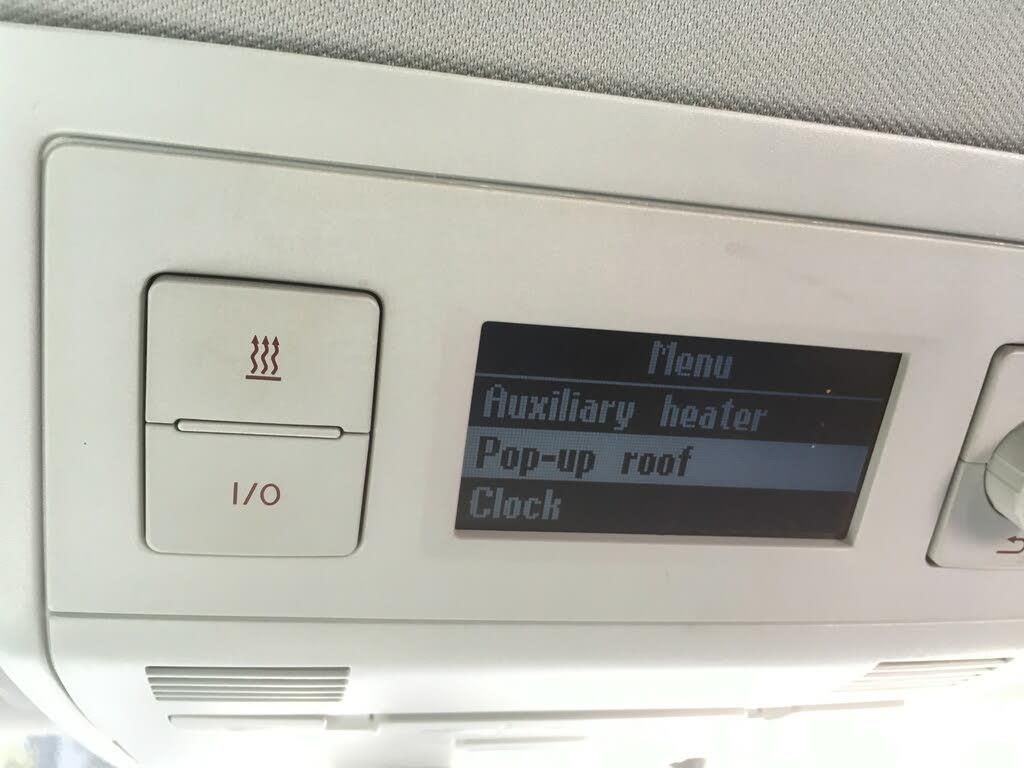 Menu
Auxiliary heater
Pop-up roof
Clock
I/O